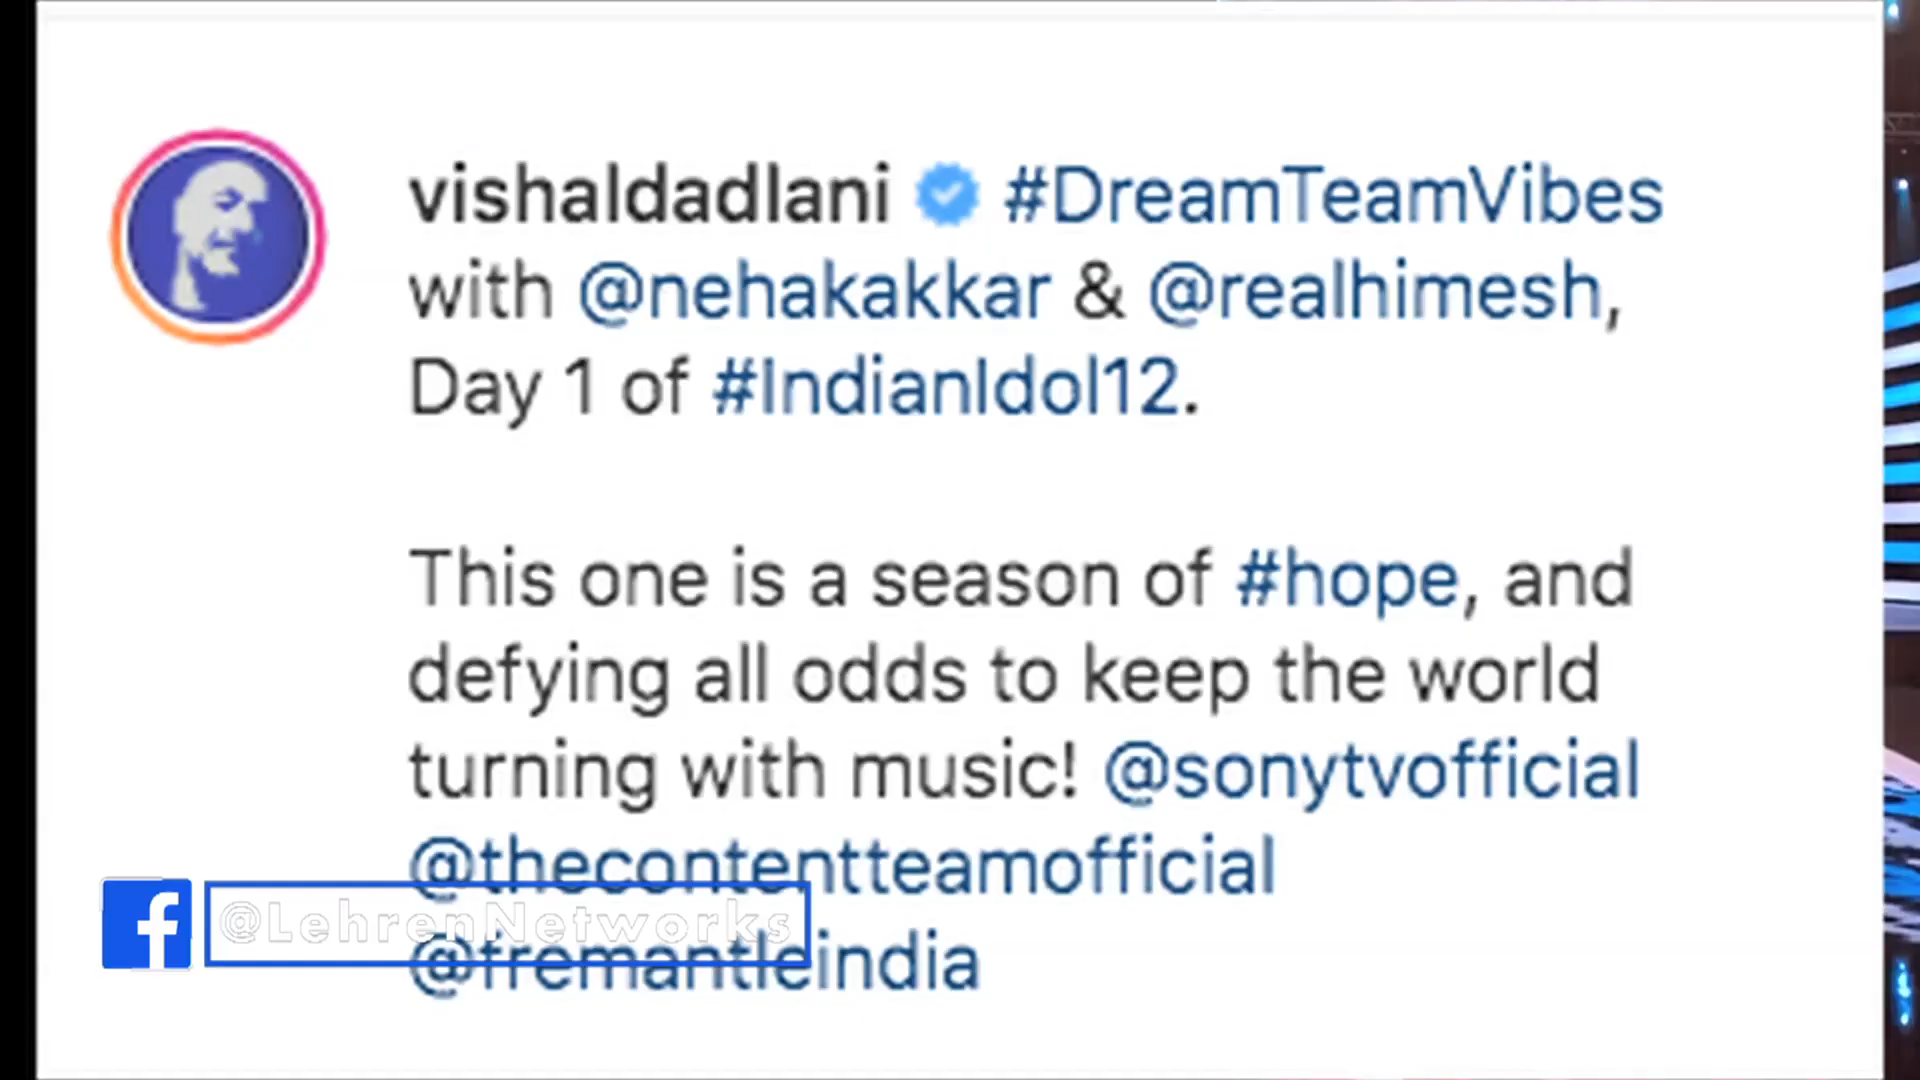 vishaldadlani #DreamTeamVibes
with @nehakakkar & @realhimesh,
Day 1 of #IndianIdol12.
This one is a season of #hope, and
defying all odds to keep the world
turning with music! @sonytvofficial
@thecontentteamofficial
@LehrenNetworks
@fremantleindia